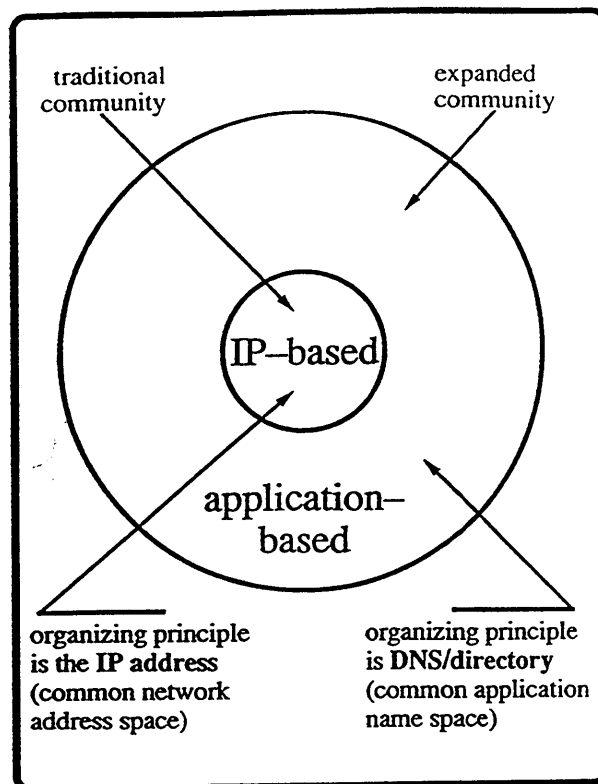 traditional
community
expanded
community
IP–based
application–
based
organizing principle
is the IP address
(common network
address space)
organizing principle
is DNS/directory
(common application
name space)